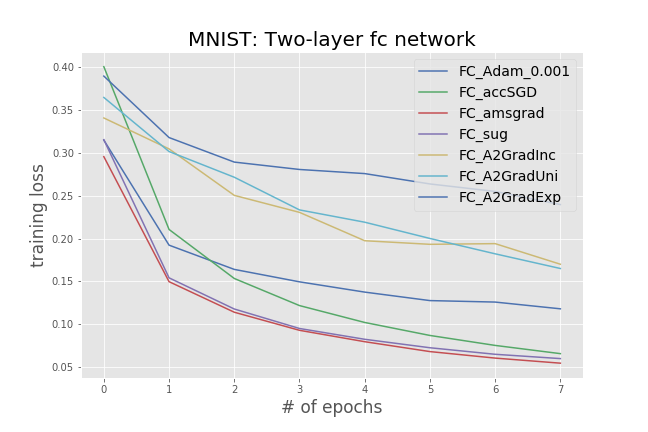 MNIST: Two-layer fc network
FC_Adam_0.001
FC_accSGD
FC_amsgrad
FC_sug
FC_A2GradInc
FC_A2GradUni
FC_A2GradExp
training loss
0.40
0.35
0.30
0.25
0.20
0.15
0.10
0.05
0 1 2 3 4 5 6 7
# of epochs